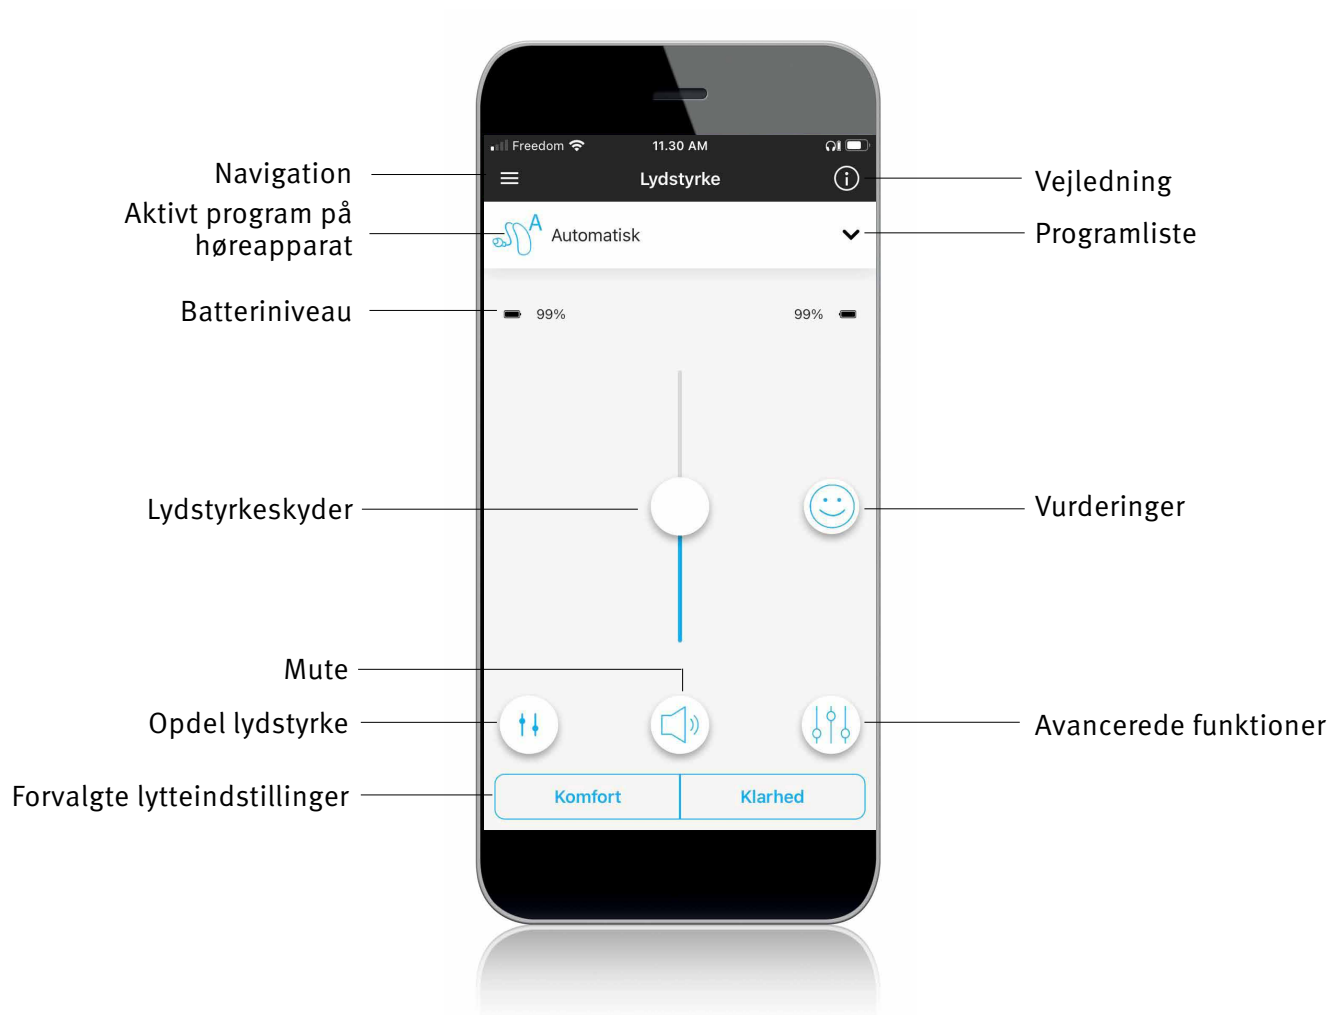 Freedom
11.30 AM
Navigation
Lydstyrke
Vejledning
Aktivt program på
høreapparat
A
Automatisk
Programliste
Batteriniveau
99%
99%
Lydstyrkeskyder
Vurderinger
Mute
Opdel lydstyrke
Avancerede funktioner
Forvalgte lytteindstillinger
Komfort
Klarhed